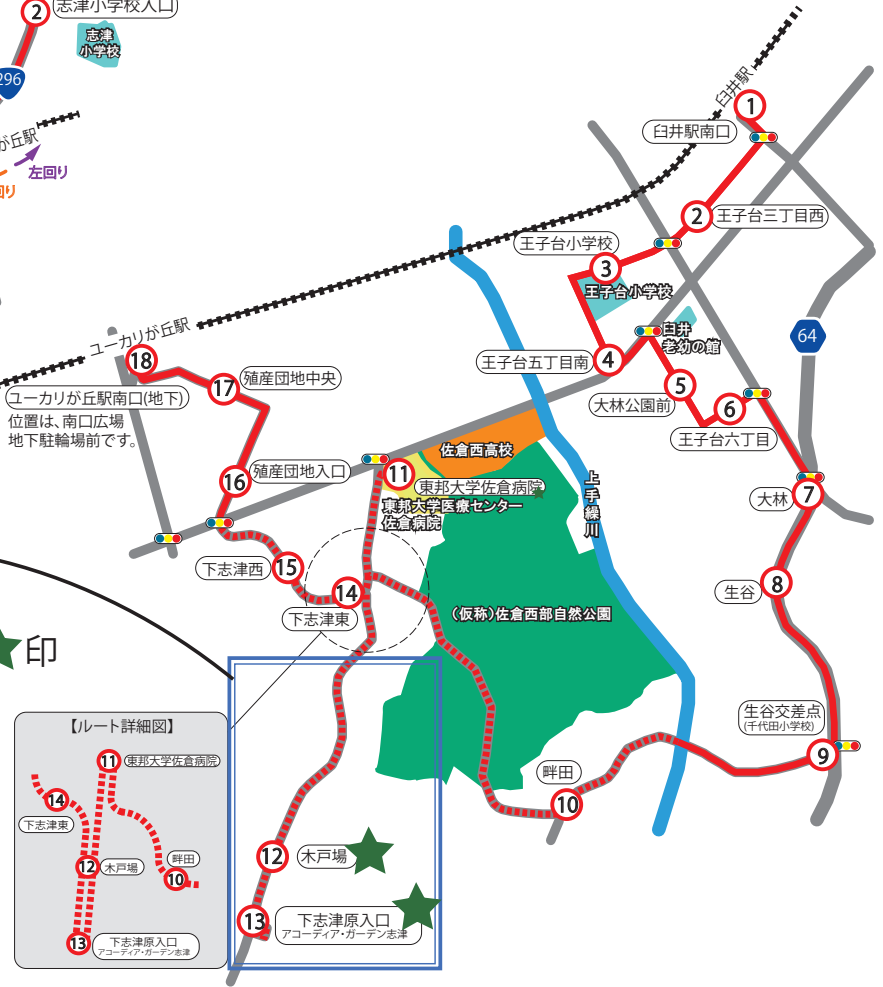 ② 志津小学校入口
志津
小学校
296
が丘駅
左回り
回り
臼井駅
① 臼井駅南口
② 王子台三丁目西
王子台小学校
③
王子台小学校
臼井
老幼の館
64
④ 王子台五丁目南
⑤ 大林公園前
⑥ 王子台六丁目
⑦ 大林
⑧ 生谷
生谷交差点
(千代田小学校)
⑨
畔田
⑩
ユーカリが丘駅
⑱
ユーカリが丘駅南口(地下)
位置は、南口広場
地下駐輪場前です。
⑰ 殖産団地中央
⑯ 殖産団地入口
佐倉西高校
⑪ 東邦大学佐倉病院
東邦大学医療センター
佐倉病院
上手繰川
下志津西 ⑮
⑭
下志津東
(仮称)佐倉西部自然公園
印
⑫ 木戸場
⑬ 下志津原入口
アコーディア・ガーデン志津
【ルート詳細図】
⑪ 東邦大学佐倉病院
⑭
下志津東
⑫ 木戸場
畔田
⑩
⑬ 下志津原入口
アコーディア・ガーデン志津